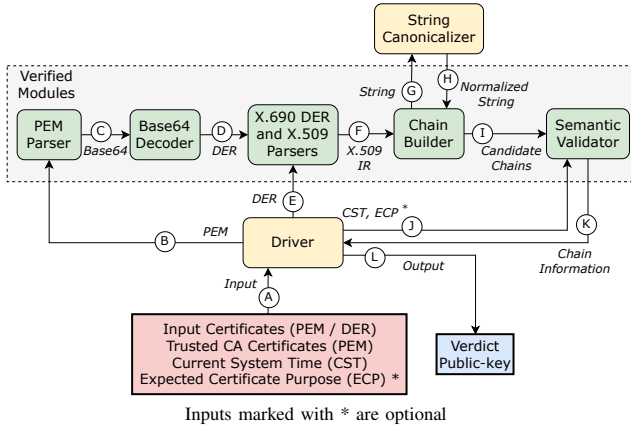 String
Canonicalizer
Verified
Modules
String
G
H
Normalized
String
PEM
Parser
C
Base64
Base64
Decoder
D
DER
X.690 DER
and X.509
Parsers
F
X.509
IR
Chain
Builder
I
Candidate
Chains
Semantic
Validator
DER
E
CST, ECP *
J
K
B
PEM
Driver
L
Output
Chain
Information
Input
A
Input Certificates (PEM / DER)
Trusted CA Certificates (PEM)
Current System Time (CST)
Expected Certificate Purpose (ECP) *
Verdict
Public-key
Inputs marked with * are optional